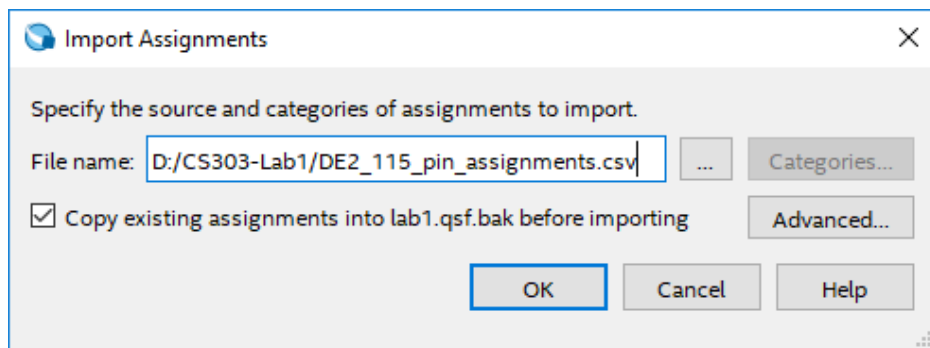 Import Assignments
Specify the source and categories of assignments to import.
File name: D:/CS303-Lab1/DE2_115_pin_assignments.csv ... Categories...
Copy existing assignments into lab1.qsf.bak before importing Advanced...
OK Cancel Help